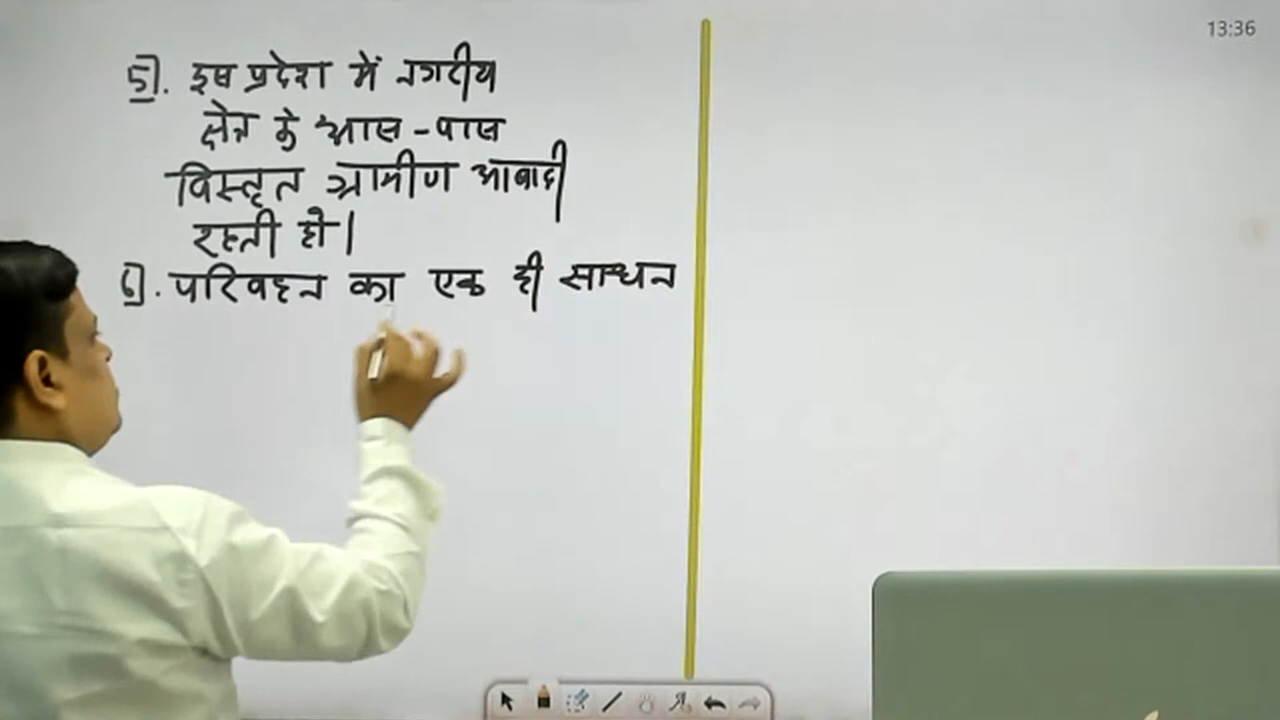 5]. इस प्रदेश में नगरीय
क्षेत्र के आस-पास
विस्तृत ग्रामीण आबादी
रहती हो।
6]. परिवहन का एक ही साधन
13:36